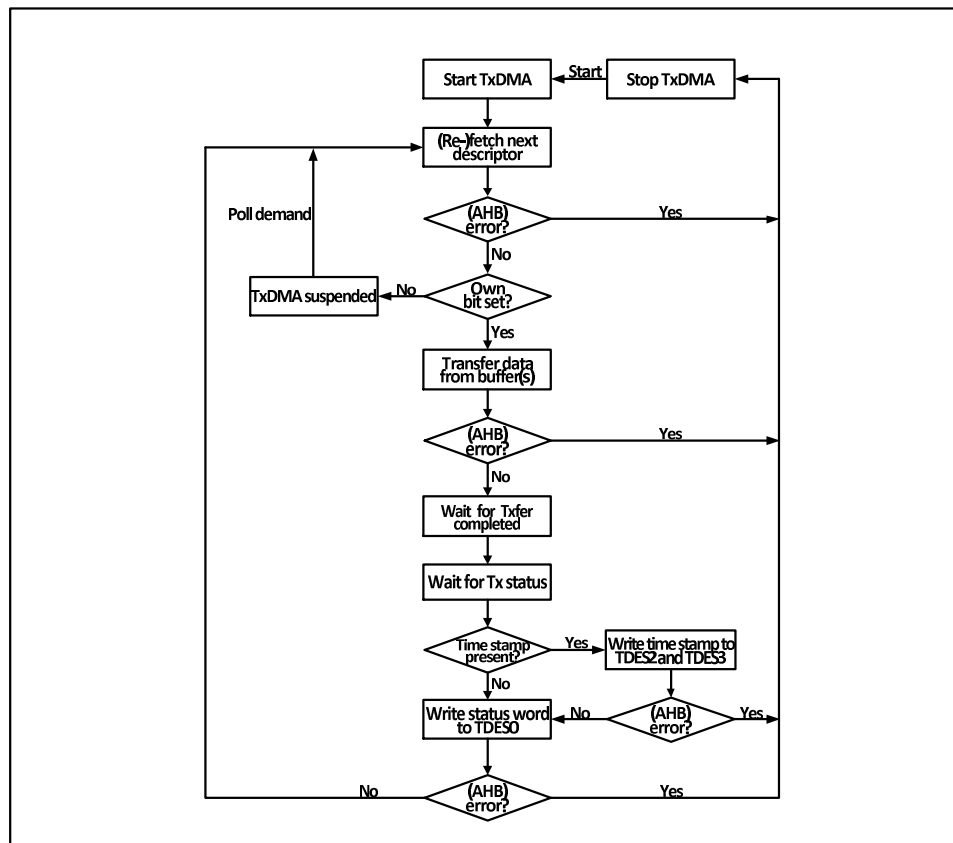 Start TxDMA
Start
Stop TxDMA
(Re-)fetch next
descriptor
Poll demand
(AHB)
error?
Yes
No
TxDMA suspended
No
Own
bit set?
Yes
Transfer data
from buffer(s)
(AHB)
error?
Yes
No
Wait for Txfer
completed
Wait for Tx status
Time stamp
present?
Yes
Write time stamp to
TDES2 and TDES3
No
Write status word
to TDES0
No
(AHB)
error?
Yes
No
(AHB)
error?
Yes